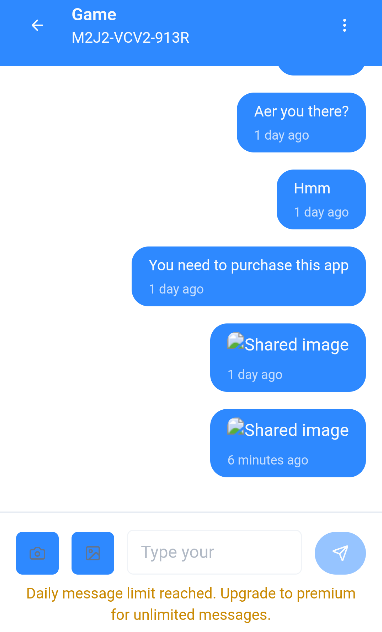 Game
M2J2-VCV2-913R
Aer you there?
1 day ago
Hmm
1 day ago
You need to purchase this app
1 day ago
Shared image
1 day ago
Shared image
6 minutes ago
Type your
Daily message limit reached. Upgrade to premium
for unlimited messages.